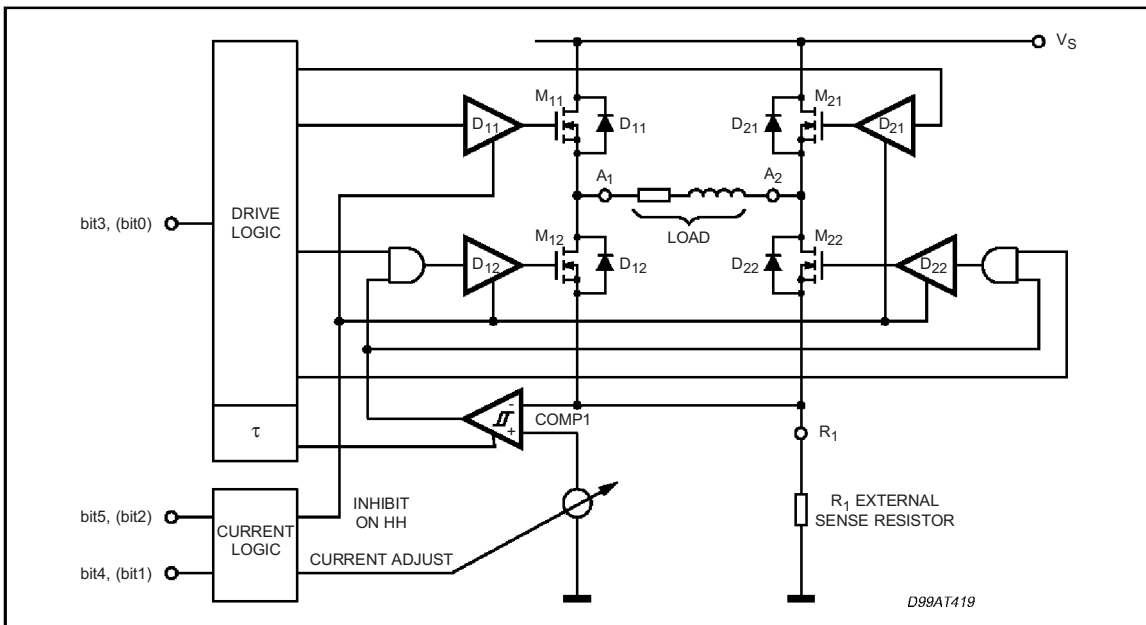 V_S
M_11
M_21
D_11
D_11
D_21
D_21
A_1
A_2
bit3, (bit0)
DRIVE
LOGIC
LOAD
M_12
M_22
D_12
D_12
D_22
D_22
-
COMP1
+
τ
R_1
bit5, (bit2)
INHIBIT
ON HH
R_1 EXTERNAL
SENSE RESISTOR
CURRENT
LOGIC
bit4, (bit1)
CURRENT ADJUST
D99AT419